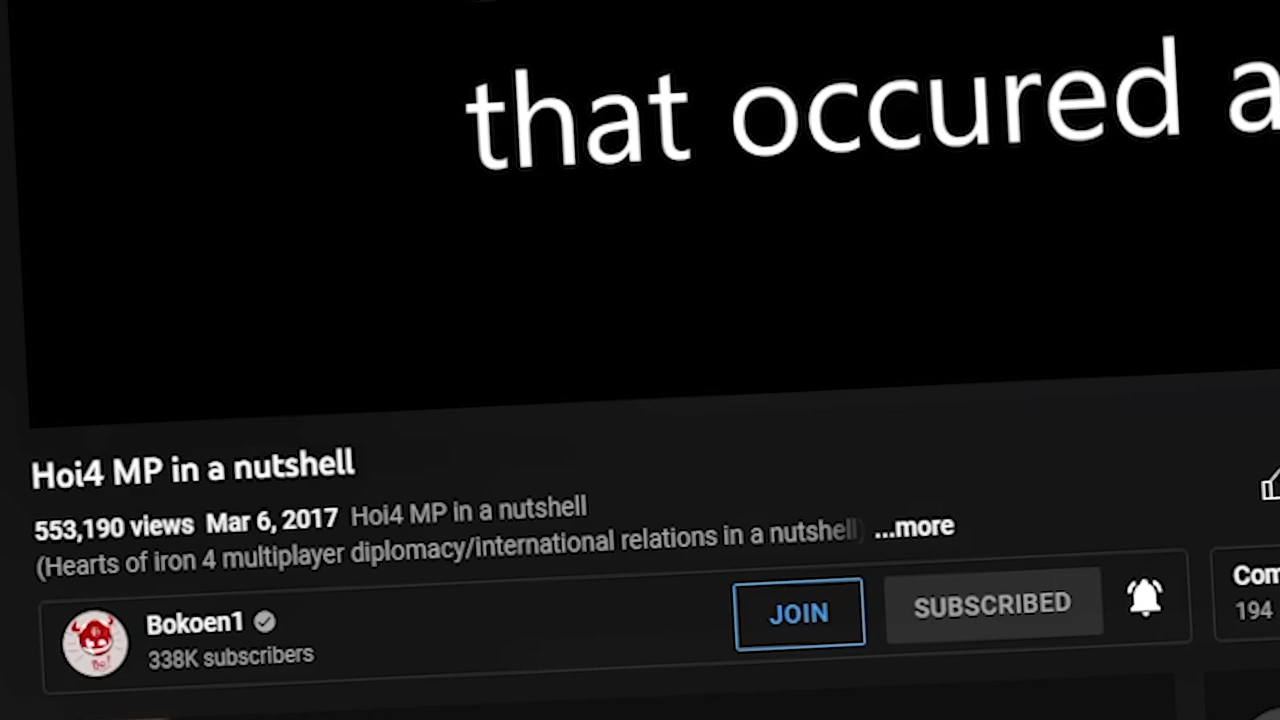 that occured a
Hoi4 MP in a nutshell
553,190 views Mar 6, 2017 Hoi4 MP in a nutshell
(Hearts of iron 4 multiplayer diplomacy/international relations in a nutshell) ...more
Bokoen1
338K subscribers
JOIN
SUBSCRIBED
Com
194